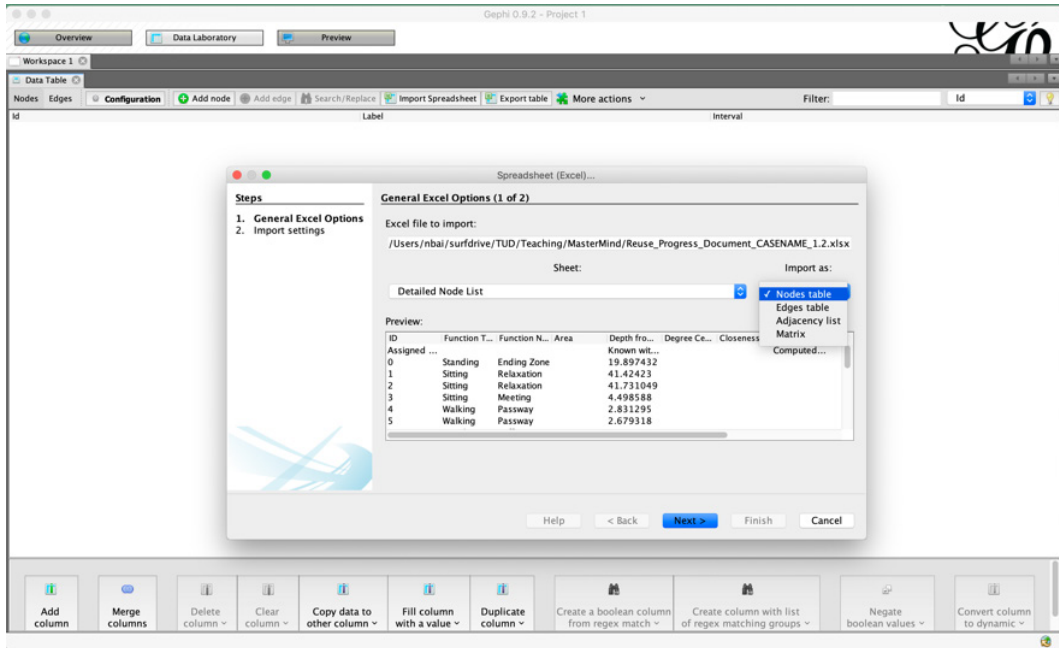 Gephi 0.9.2 - Project 1
Overview Data Laboratory Preview
Workspace 1
Data Table
Nodes Edges Configuration Add node Add edge Search/Replace Import Spreadsheet Export table More actions Filter: Id
Id Label Interval
Spreadsheet (Excel)...
Steps
1. General Excel Options
2. Import settings
General Excel Options (1 of 2)
Excel file to import:
/Users/nbai/surfdrive/TUD/Teaching/MasterMind/Reuse_Progress_Document_CASENAME_1.2.xlsx
Sheet: Import as:
Detailed Node List
✓ Nodes table
Edges table
Adjacency list
Matrix
Preview:
ID Function T... Function N... Area Depth fro... Degree Ce... Closeness
Assigned ... Known wit... Computed...
0 Standing Ending Zone 19.897432
1 Sitting Relaxation 41.42423
2 Sitting Relaxation 41.731049
3 Sitting Meeting 4.498588
4 Walking Passway 2.831295
5 Walking Passway 2.679318
Help < Back Next > Finish Cancel
Add column
Merge columns
Delete column
Clear column
Copy data to other column
Fill column with a value
Duplicate column
Create a boolean column from regex match
Create column with list of regex matching groups
Negate boolean values
Convert column to dynamic